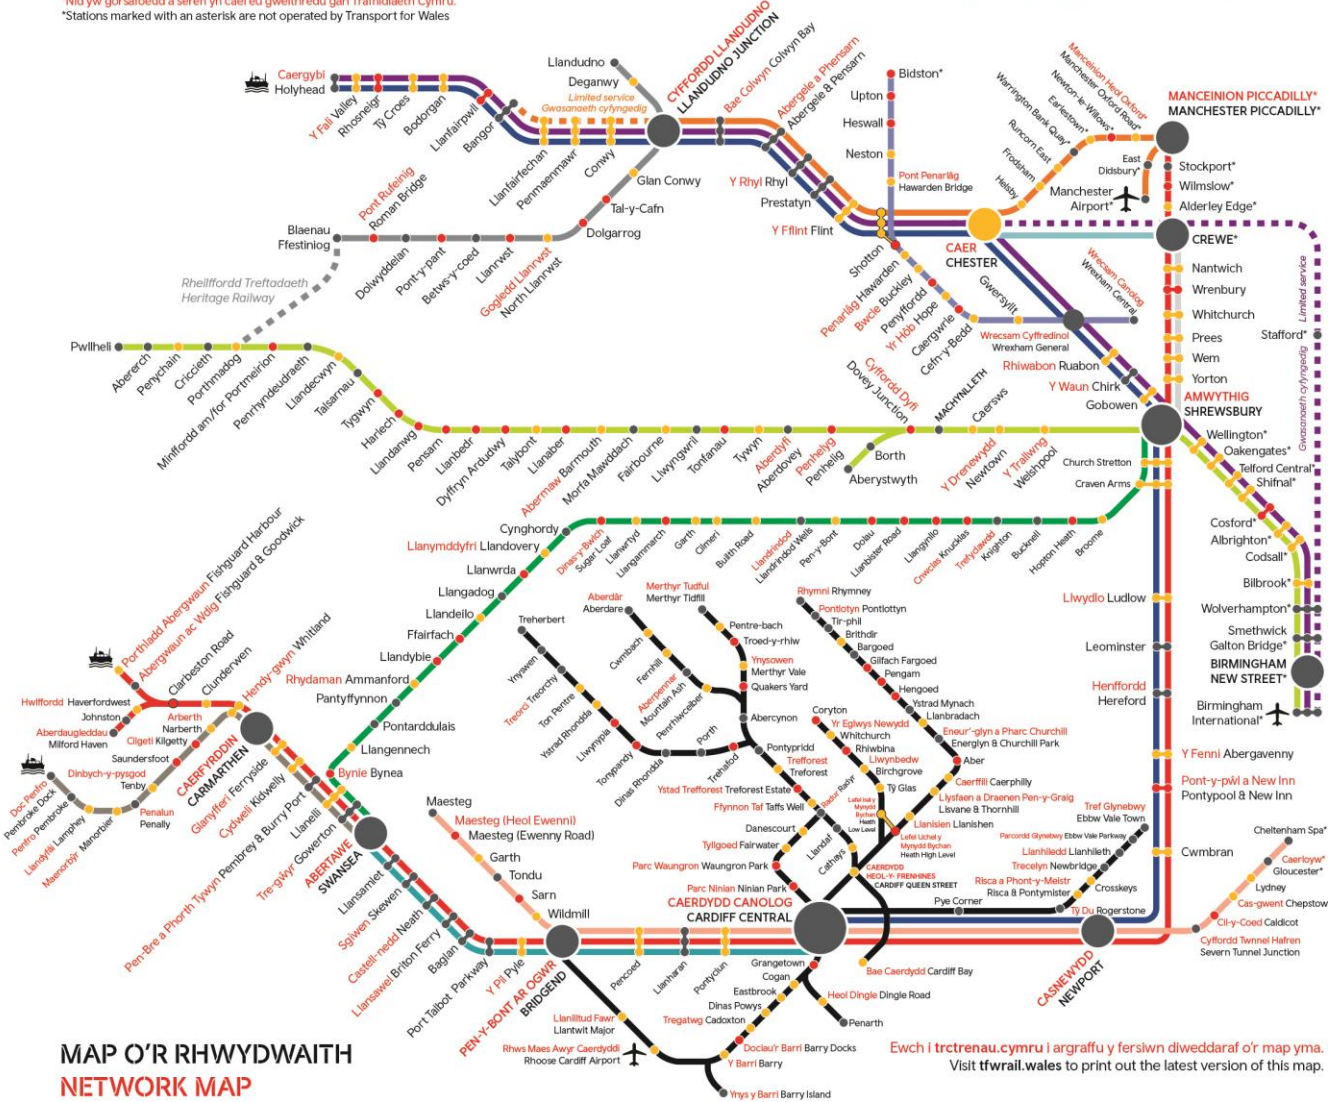 *Stations marked with an asterisk are not operated by Transport for Wales
Caergybi
Holyhead
Y Fali Valley
Rhosneigr
Tŷ Croes
Bodorgan
Llanfairpwll
Bangor
Limited service
Gwasanaeth cyfyngedig
Llanfairfechan
Penmaenmawr
Conwy
Llandudno
Deganwy
CYFFORDD LLANDUDNO
LLANDUDNO JUNCTION
Bae Colwyn Colwyn Bay
Abergele a Phensarn
Abergele & Pensarn
Y Rhyl Rhyl
Prestatyn
Y Fflint Flint
Glan Conwy
Tal-y-Cafn
Dolgarrog
Gogledd Llanrwst
North Llanrwst
Llanrwst
Betws-y-coed
Pont-y-pant
Dolwyddelan
Pont Rufeinig
Roman Bridge
Blaenau
Ffestiniog
Rheilffordd Treftadaeth
Heritage Railway
Bidston*
Upton
Heswall
Neston
Pont Penarlâg
Hawarden Bridge
Shotton
Penarlâg Hawarden
Bwcle Buckley
Penyffordd
Yr Hôb Hope
Caergwrle
Cefn-y-Bedd
Gwersyllt
Wrecsam Cyffredinol
Wrexham General
Wrecsam Canolog
Wrexham Central
CAER
CHESTER
Helsby
Frodsham
Runcorn East
Warrington Bank Quay*
Earlestown*
Newton-le-Willows*
Manceinion Heol Oxford*
Manchester Oxford Road*
MANCEINION PICCADILLY*
MANCHESTER PICCADILLY*
East
Didsbury*
Manchester
Airport*
Stockport*
Wilmslow*
Alderley Edge*
CREWE*
Nantwich
Wrenbury
Whitchurch
Prees
Wem
Yorton
Limited service
Gwasanaeth cyfyngedig
Stafford*
Rhiwabon Ruabon
Y Waun Chirk
Gobowen
AMWYTHIG
SHREWSBURY
Wellington*
Oakengates*
Telford Central*
Shifnal*
Cosford*
Albrighton*
Codsall*
Bilbrook*
Wolverhampton*
Smethwick
Galton Bridge*
BIRMINGHAM
NEW STREET*
Birmingham
International*
Pwllheli
Abererch
Penychain
Criccieth
Porthmadog
Minffordd am/for Portmeirion
Penrhyndeudraeth
Llandecwyn
Talsarnau
Tygwyn
Harlech
Llandanwg
Pensarn
Llanbedr
Dyffryn Ardudwy
Talybont
Llanaber
Abermaw Barmouth
Morfa Mawddach
Fairbourne
Llwyngwril
Tonfanau
Tywyn
Aberdyfi
Aberdovey
Penhelyg
Penhelig
Cyffordd Dyfi
Dovey Junction
Borth
Aberystwyth
MACHYNLLETH
Caersws
Y Drenewydd
Newtown
Y Trallwng
Welshpool
Church Stretton
Craven Arms
Broome
Hopton Heath
Bucknell
Knighton
Trefyclawdd
Knucklas
Cnwclas
Llangynllo
Llanbister Road
Dolau
Pen-y-Bont
Llandrindod
Llandrindod Wells
Builth Road
Cilmeri
Garth
Llangammarch
Llanwrtyd
Sugar Loaf
Dinas-y-Bwlch
Cynghordy
Llanymddyfri Llandovery
Llanwrda
Llangadog
Llandeilo
Ffairfach
Llandybie
Rhydaman Ammanford
Pantyffynnon
Pontarddulais
Llangennech
Bynie Bynea
Llwydlo Ludlow
Leominster
Henffordd
Hereford
Y Fenni Abergavenny
Pont-y-pŵl a New Inn
Pontypool & New Inn
Cwmbran
Porthladd Abergwaun Fishguard Harbour
Abergwaun ac Wdig Fishguard & Goodwick
Clarbeston Road
Clunderwen
Hendy-gwyn Whitland
Hwlffordd Haverfordwest
Johnston
Aberdaugleddau
Milford Haven
Arberth
Narberth
Cilgeti Kilgetty
Saundersfoot
Dinbych-y-pysgod
Tenby
Penalun
Penally
Maenorbŷr Manorbier
Llandyfái Lamphey
Penfro Pembroke
Doc Penfro
Pembroke Dock
CAERFYRDDIN
CARMARTHEN
Glanyfferi Ferryside
Cydweli Kidwelly
Pen-Bre a Phorth Tywyn Pembrey & Burry Port
Llanelli
Tre-gŵyr Gowerton
ABERTAWE
SWANSEA
Llansamlet
Sgiwen Skewen
Castell-nedd Neath
Llansawel Briton Ferry
Baglan
Port Talbot Parkway
Y Pîl Pyle
PEN-Y-BONT AR OGWR
BRIDGEND
Maesteg
Maesteg (Heol Ewenni)
Maesteg (Ewenny Road)
Garth
Tondu
Sarn
Wildmill
Pencoed
Llanharan
Pontyclun
Treherbert
Ynyswen
Treorci Treorchy
Ton Pentre
Ystrad Rhondda
Llwynypia
Tonypandy
Dinas Rhondda
Porth
Trehafod
Aberdâr
Aberdare
Cwmbach
Fernhill
Aberpennar
Mountain Ash
Penrhiwceiber
Merthyr Tudful
Merthyr Tidfill
Pentre-bach
Troed-y-rhiw
Ynysowen
Merthyr Vale
Quakers Yard
Abercynon
Pontypridd
Trefforest
Treforest
Ystad Trefforest Treforest Estate
Ffynnon Taf Taffs Well
Radur Radyr
Danescourt
Tyllgoed Fairwater
Parc Waungron Waungron Park
Parc Ninian Ninian Park
Llandaf
Cathays
CAERDYDD CANOLOG
CARDIFF CENTRAL
CAERDYDD
HEOL-Y- FRENHINES
CARDIFF QUEEN STREET
Rhymni Rhymney
Pontlotyn Pontlottyn
Tir-phil
Brithdir
Bargoed
Gilfach Fargoed
Pengam
Hengoed
Ystrad Mynach
Llanbradach
Eneur'-glyn a Pharc Churchill
Energlyn & Churchill Park
Aber
Caerffili Caerphilly
Llysfaen a Draenen Pen-y-Graig
Lisvane & Thornhill
Llanisien Llanishen
Lefel Uchel y
Mynydd Bychan
Heath High Level
Lefel Isel y
Mynydd
Bychan
Heath
Low Level
Coryton
Yr Eglwys Newydd
Whitchurch
Rhiwbina
Llwynbedw
Birchgrove
Tŷ Glas
Tref Glynebwy
Ebbw Vale Town
Parcordd Glynebwy Ebbw Vale Parkway
Llanhiledd Llanhileth
Trecelyn Newbridge
Crosskeys
Risca a Phont-y-Meistr
Risca & Pontymister
Tŷ Du Rogerstone
Pye Corner
CASNEWYDD
NEWPORT
Cheltenham Spa*
Caerloyw*
Gloucester*
Lydney
Cas-gwent Chepstow
Cil-y-Coed Caldicot
Cyffordd Twnnel Hafren
Severn Tunnel Junction
Bae Caerdydd Cardiff Bay
Grangetown
Cogan
Eastbrook
Dinas Powys
Tregatwg Cadoxton
Heol Dingle Dingle Road
Penarth
Dociau'r Barri Barry Docks
Y Barri Barry
Ynys y Barri Barry Island
Llanilltud Fawr
Llantwit Major
Rhws Maes Awyr Caerdydd
Rhoose Cardiff Airport
MAP O'R RHWYDWAITH
NETWORK MAP
Ewch i trctrenau.cymru i argraffu y fersiwn diweddaraf o'r map yma.
Visit tfwrail.wales to print out the latest version of this map.